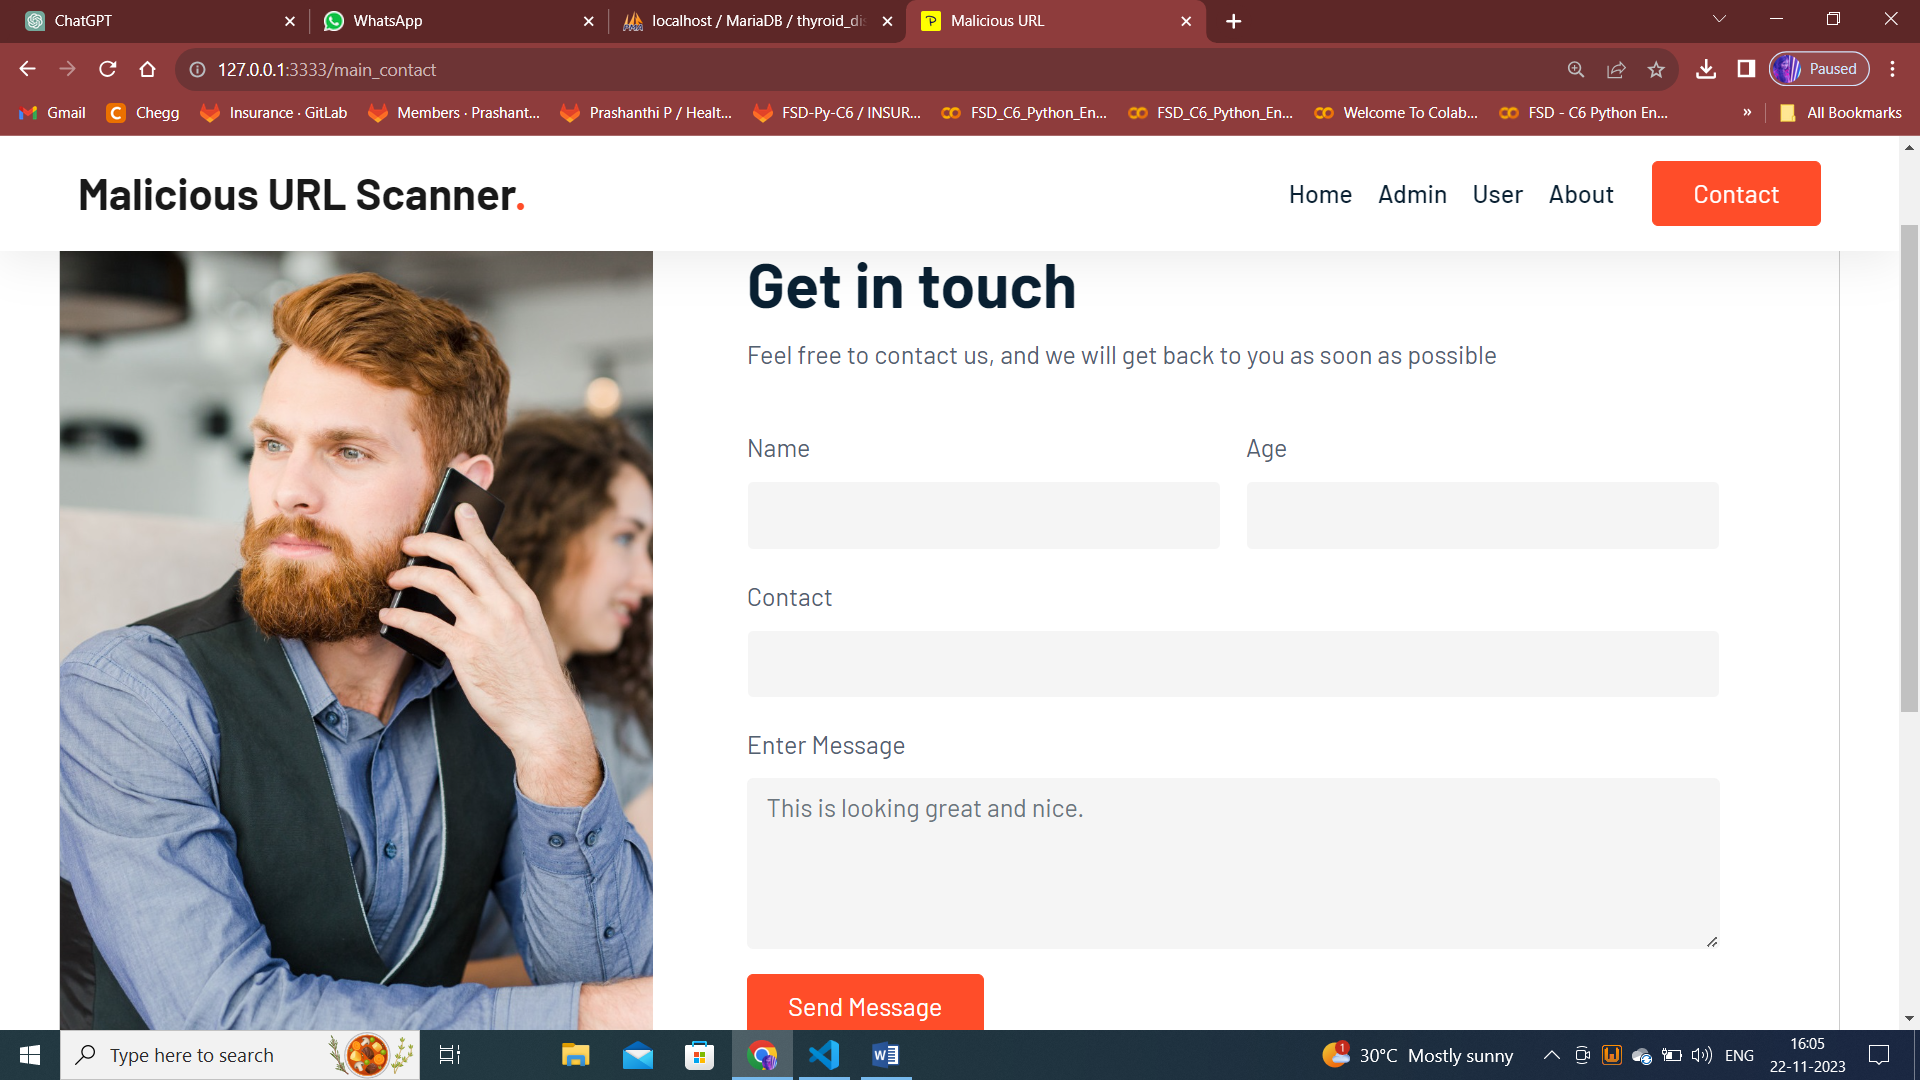 ChatGPT
WhatsApp
localhost / MariaDB / thyroid_dis
Malicious URL
127.0.0.1:3333/main_contact
Paused
Gmail
Chegg
Insurance · GitLab
Members · Prashant...
Prashanthi P / Healt...
FSD-Py-C6 / INSUR...
FSD_C6_Python_En...
FSD_C6_Python_En...
Welcome To Colab...
FSD - C6 Python En...
»
All Bookmarks
Malicious URL Scanner.
Home
Admin
User
About
Contact
Get in touch
Feel free to contact us, and we will get back to you as soon as possible
Name
Age
Contact
Enter Message
This is looking great and nice.
Send Message
Type here to search
1
30°C Mostly sunny
ENG
16:05
22-11-2023